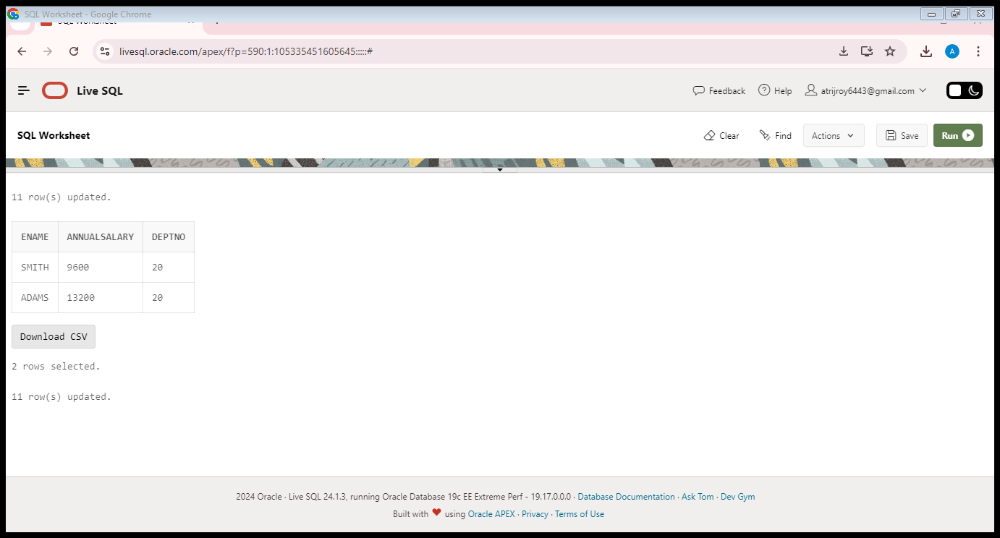 SQL Worksheet - Google Chrome
SQL Worksheet
livesql.oracle.com/apex/f?p=590:1:105335451605645:::::#
A
Live SQL
Feedback
Help
atrijroy6443@gmail.com
SQL Worksheet
Clear
Find
Actions
Save
Run
11 row(s) updated.
ENAME ANNUALSALARY DEPTNO
SMITH 9600 20
ADAMS 13200 20
Download CSV
2 rows selected.
11 row(s) updated.
2024 Oracle · Live SQL 24.1.3, running Oracle Database 19c EE Extreme Perf - 19.17.0.0.0 · Database Documentation · Ask Tom · Dev Gym
Built with ❤ using Oracle APEX · Privacy · Terms of Use